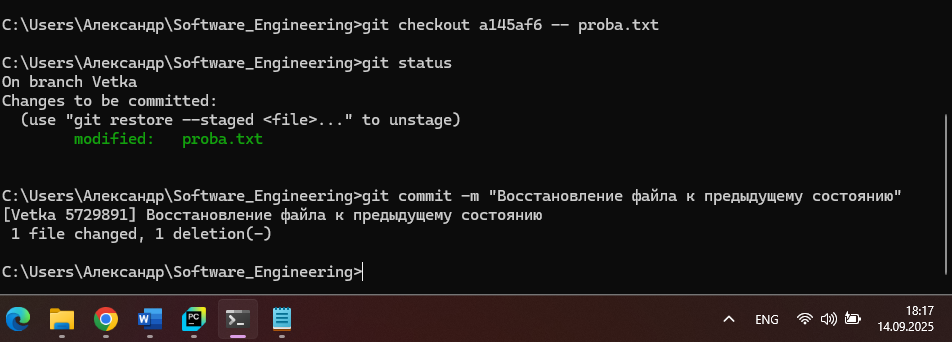 C:\Users\Александр\Software_Engineering>git checkout a145af6 -- proba.txt
C:\Users\Александр\Software_Engineering>git status
On branch Vetka
Changes to be committed:
  (use "git restore --staged <file>..." to unstage)
        modified:   proba.txt
C:\Users\Александр\Software_Engineering>git commit -m "Восстановление файла к предыдущему состоянию"
[Vetka 5729891] Восстановление файла к предыдущему состоянию
 1 file changed, 1 deletion(-)
C:\Users\Александр\Software_Engineering>
W
PC
ENG
18:17
14.09.2025